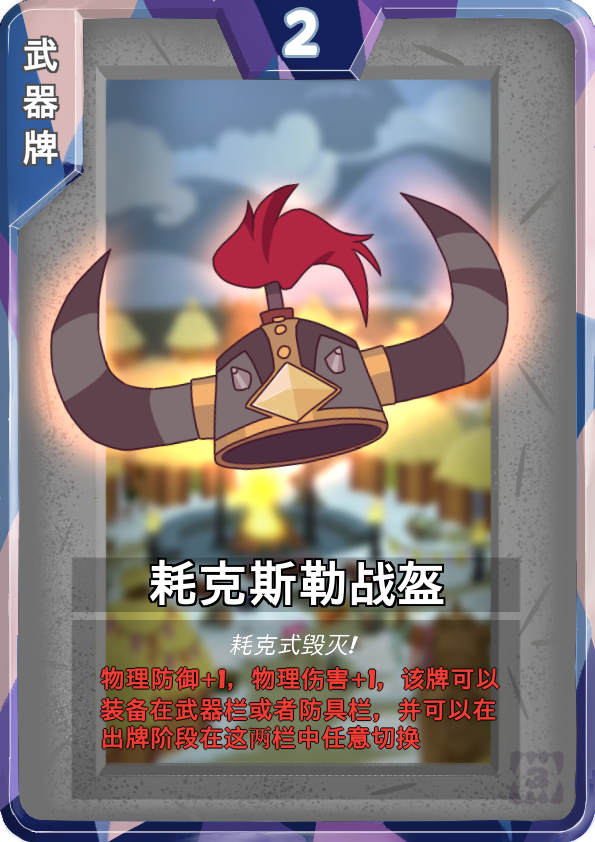 武器牌
2
耗克斯勒战盔
耗克式毁灭!
物理防御+1，物理伤害+1，该牌可以
装备在武器栏或者防具栏，并可以在
出牌阶段在这两栏中任意切换
3